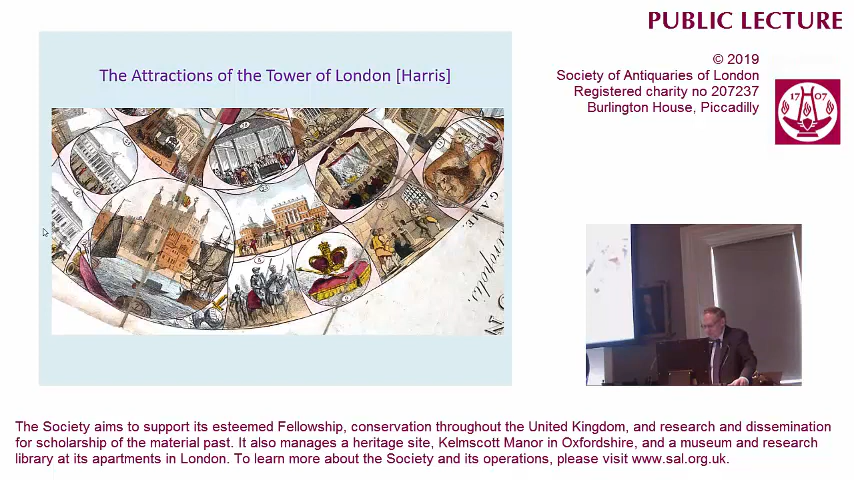 PUBLIC LECTURE
© 2019
Society of Antiquaries of London
Registered charity no 207237
Burlington House, Piccadilly
17 07
The Attractions of the Tower of London [Harris]
GAME
The Society aims to support its esteemed Fellowship, conservation throughout the United Kingdom, and research and dissemination
for scholarship of the material past. It also manages a heritage site, Kelmscott Manor in Oxfordshire, and a museum and research
library at its apartments in London. To learn more about the Society and its operations, please visit www.sal.org.uk.